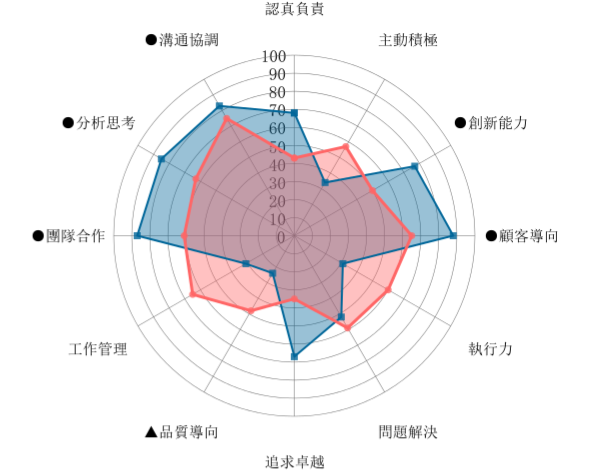 認真負責
●溝通協調
主動積極
●分析思考
●創新能力
●團隊合作
●顧客導向
工作管理
執行力
▲品質導向
問題解決
追求卓越
100
90
80
70
60
50
40
30
20
10
0